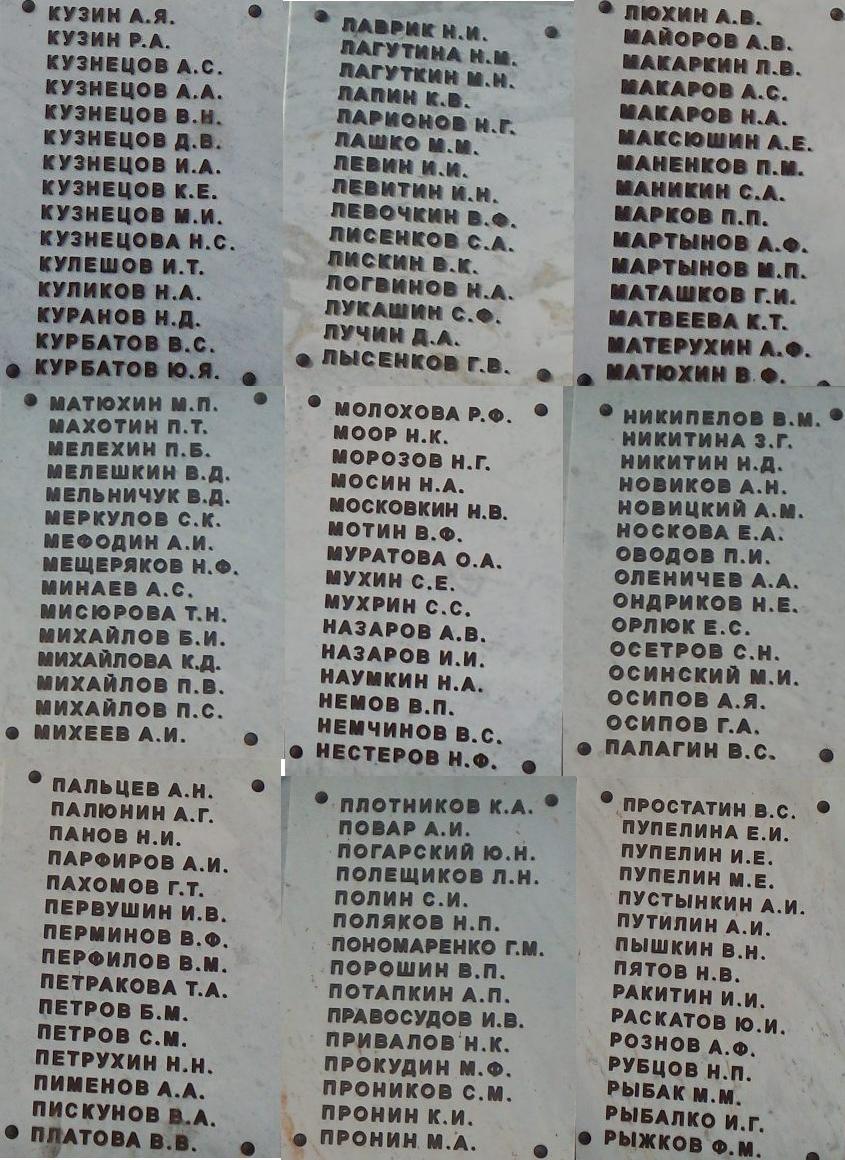 КУЗИН А.Я.
КУЗИН Р.А.
КУЗНЕЦОВ А.С.
КУЗНЕЦОВ А.А.
КУЗНЕЦОВ В.Н.
КУЗНЕЦОВ Д.В.
КУЗНЕЦОВ И.А.
КУЗНЕЦОВ К.Е.
КУЗНЕЦОВ М.И.
КУЗНЕЦОВА Н.С.
КУЛЕШОВ И.Т.
КУЛИКОВ Н.А.
КУРАНОВ Н.Д.
КУРБАТОВ В.С.
КУРБАТОВ Ю.Я.
ЛАВРИК Н.И.
ЛАГУТИНА Н.М.
ЛАГУТКИН М.Н.
ЛАПИН К.В.
ЛАРИОНОВ Н.Г.
ЛАШКО М.М.
ЛЕВИН И.И.
ЛЕВИТИН И.Н.
ЛЕВОЧКИН В.Ф.
ЛИСЕНКОВ С.А.
ЛИСКИН В.К.
ЛОГВИНОВ Н.А.
ЛУКАШИН С.Ф.
ЛУЧИН Д.А.
ЛЫСЕНКОВ Г.В.
ЛЮХИН А.В.
МАЙОРОВ А.В.
МАКАРКИН Л.В.
МАКАРОВ А.С.
МАКАРОВ Н.А.
МАКСЮШИН А.Е.
МАНЕНКОВ П.М.
МАНИКИН С.А.
МАРКОВ П.П.
МАРТЫНОВ А.Ф.
МАРТЫНОВ М.П.
МАТАШКОВ Г.И.
МАТВЕЕВА К.Т.
МАТЕРУХИН А.Ф.
МАТЮХИН В.Ф.
МАТЮХИН М.П.
МАХОТИН П.Т.
МЕЛЕХИН П.Б.
МЕЛЕШКИН В.Д.
МЕЛЬНИЧУК В.Д.
МЕРКУЛОВ С.К.
МЕФОДИН А.И.
МЕЩЕРЯКОВ Н.Ф.
МИНАЕВ А.С.
МИСЮРОВА Т.Н.
МИХАЙЛОВ Б.И.
МИХАЙЛОВА К.Д.
МИХАЙЛОВ П.В.
МИХАЙЛОВ П.С.
МИХЕЕВ А.И.
МОЛОХОВА Р.Ф.
МООР Н.К.
МОРОЗОВ Н.Г.
МОСИН Н.А.
МОСКОВКИН Н.В.
МОТИН В.Ф.
МУРАТОВА О.А.
МУХИН С.Е.
МУХРИН С.С.
НАЗАРОВ А.В.
НАЗАРОВ И.И.
НАУМКИН Н.А.
НЕМОВ В.П.
НЕМЧИНОВ В.С.
НЕСТЕРОВ Н.Ф.
НИКИПЕЛОВ В.М.
НИКИТИНА З.Г.
НИКИТИН Н.Д.
НОВИКОВ А.Н.
НОВИЦКИЙ А.М.
НОСКОВА Е.А.
ОВОДОВ П.И.
ОЛЕНИЧЕВ А.А.
ОНДРИКОВ Н.Е.
ОРЛЮК Е.С.
ОСЕТРОВ С.Н.
ОСИНСКИЙ М.И.
ОСИПОВ А.Я.
ОСИПОВ Г.А.
ПАЛАГИН В.С.
ПАЛЬЦЕВ А.Н.
ПАЛЮНИН А.Г.
ПАНОВ Н.И.
ПАРФИРОВ А.И.
ПАХОМОВ Г.Т.
ПЕРВУШИН И.В.
ПЕРМИНОВ В.Ф.
ПЕРФИЛОВ В.М.
ПЕТРАКОВА Т.А.
ПЕТРОВ Б.М.
ПЕТРОВ С.М.
ПЕТРУХИН Н.Н.
ПИМЕНОВ А.А.
ПИСКУНОВ В.А.
ПЛАТОВА В.В.
ПЛОТНИКОВ К.А.
ПОВАР А.И.
ПОГАРСКИЙ Ю.Н.
ПОЛЕЩИКОВ Л.Н.
ПОЛИН С.И.
ПОЛЯКОВ Н.П.
ПОНОМАРЕНКО Г.М.
ПОРОШИН В.П.
ПОТАПКИН А.П.
ПРАВОСУДОВ И.В.
ПРИВАЛОВ Н.К.
ПРОКУДИН М.Ф.
ПРОНИКОВ С.М.
ПРОНИН К.И.
ПРОНИН М.А.
ПРОСТАТИН В.С.
ПУПЕЛИНА Е.И.
ПУПЕЛИН И.Е.
ПУПЕЛИН М.Е.
ПУСТЫНКИН А.И.
ПУТИЛИН А.И.
ПЫШКИН В.Н.
ПЯТОВ Н.В.
РАКИТИН И.И.
РАСКАТОВ Ю.И.
РОЗНОВ А.Ф.
РУБЦОВ Н.П.
РЫБАК М.М.
РЫБАЛКО И.Г.
РЫЖКОВ Ф.М.